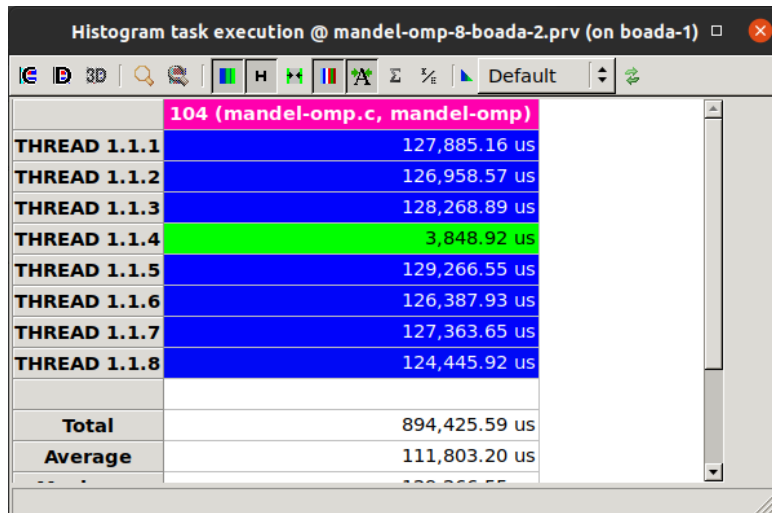 Histogram task execution @ mandel-omp-8-boada-2.prv (on boada-1)
3D H A Σ Default
104 (mandel-omp.c, mandel-omp)
THREAD 1.1.1 127,885.16 us
THREAD 1.1.2 126,958.57 us
THREAD 1.1.3 128,268.89 us
THREAD 1.1.4 3,848.92 us
THREAD 1.1.5 129,266.55 us
THREAD 1.1.6 126,387.93 us
THREAD 1.1.7 127,363.65 us
THREAD 1.1.8 124,445.92 us
Total 894,425.59 us
Average 111,803.20 us